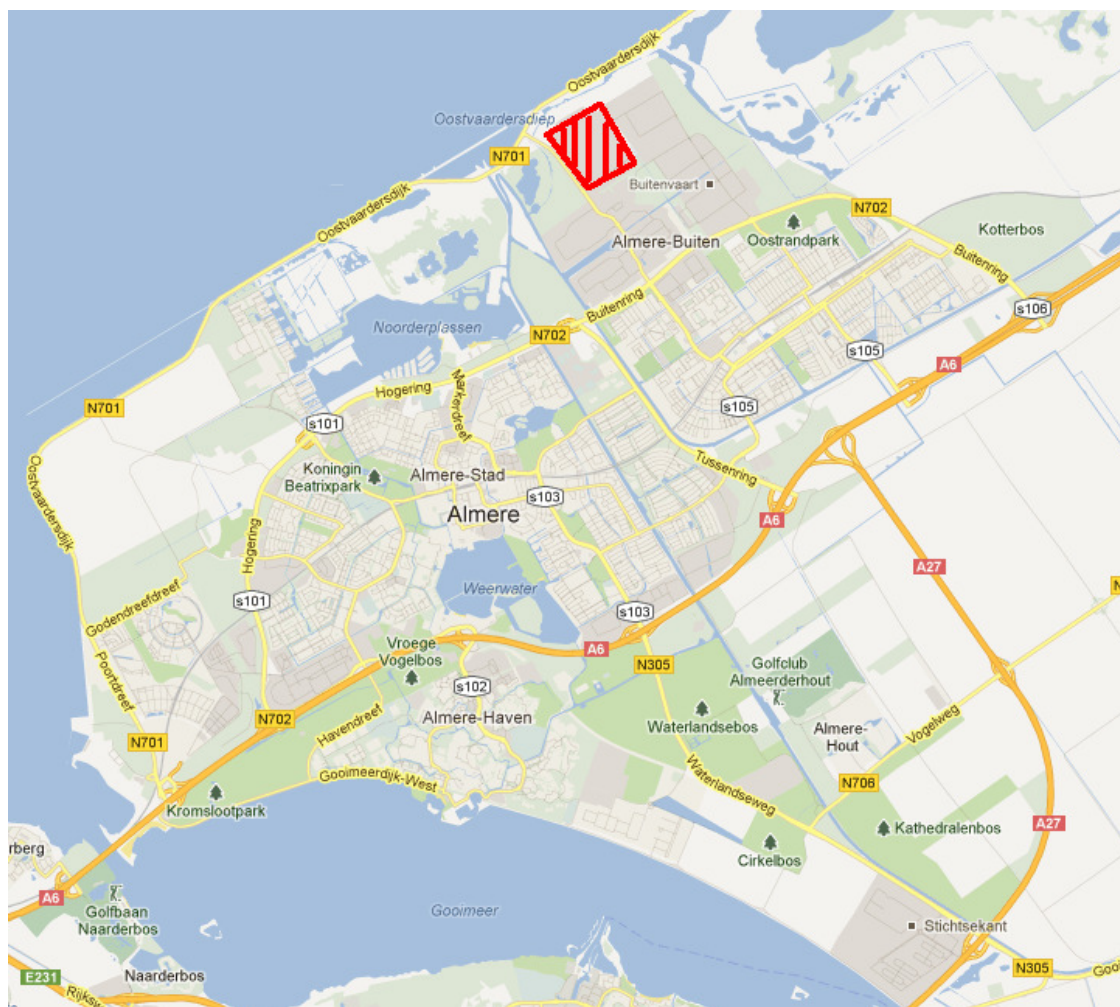 Oostvaardersdijk
Oostvaardersdiep
N701
Buitenvaart
Oostvaardersdijk
N702
Almere-Buiten
Oostrandpark
Kotterbos
Buitenring
Buitenring
s106
Noorderplassen
N702
s105
A6
Hogering
Markerdreef
N701
s101
s105
Oostvaardersdijk
Koningin
Beatrixpark
Almere-Stad
Tussenring
s103
Almere
A6
Hogering
A27
Weerwater
Godendreefdreef
s101
s103
Vroege
Vogelbos
A6
N305
Golfclub
Almeerderhout
Poortdreef
s102
N702
Almere-Haven
Waterlandsebos
Almere-
Hout
Vogelweg
N701
Havendreef
Gooimeerdijk-West
Waterlandseweg
N706
Kromslootpark
A27
Kathedralenbos
Cirkelbos
A6
Golfbaan
Naarderbos
Gooimeer
Stichtsekant
E231
Naarderbos
N305